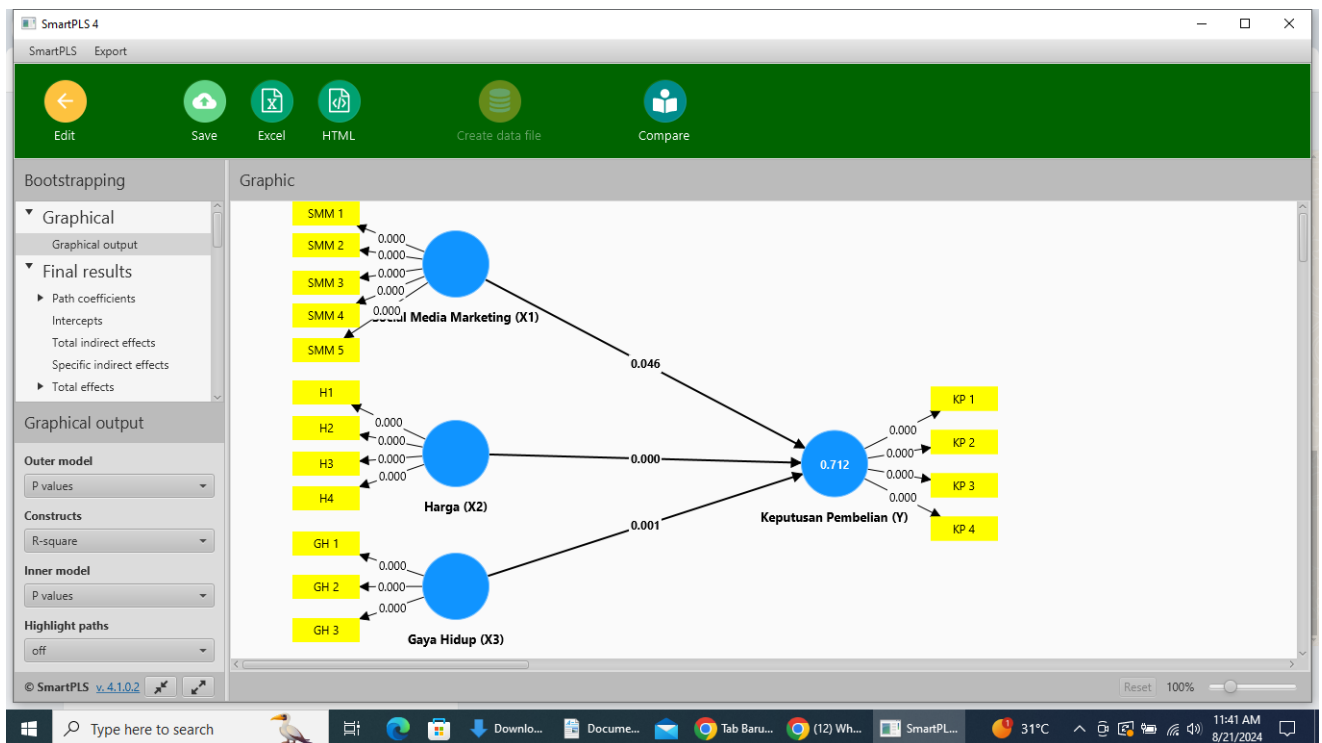 SmartPLS 4
SmartPLS Export
Edit
Save
Excel
HTML
Create data file
Compare
Bootstrapping
Graphical
Graphical output
Final results
Path coefficients
Intercepts
Total indirect effects
Specific indirect effects
Total effects
Graphical output
Outer model
P values
Constructs
R-square
Inner model
P values
Highlight paths
off
© SmartPLS v. 4.1.0.2
Graphic
SMM 1
SMM 2
SMM 3
SMM 4
SMM 5
0.000
0.000
0.000
0.000
0.000
Media Marketing (X1)
H1
H2
H3
H4
0.000
0.000
0.000
0.000
Harga (X2)
GH 1
GH 2
GH 3
0.000
0.000
0.000
Gaya Hidup (X3)
0.046
0.000
0.001
0.712
Keputusan Pembelian (Y)
0.000
0.000
0.000
0.000
KP 1
KP 2
KP 3
KP 4
Reset 100%
Type here to search
Downlo...
Docume...
Tab Baru...
(12) Wh...
SmartPL...
1
31°C
11:41 AM
8/21/2024